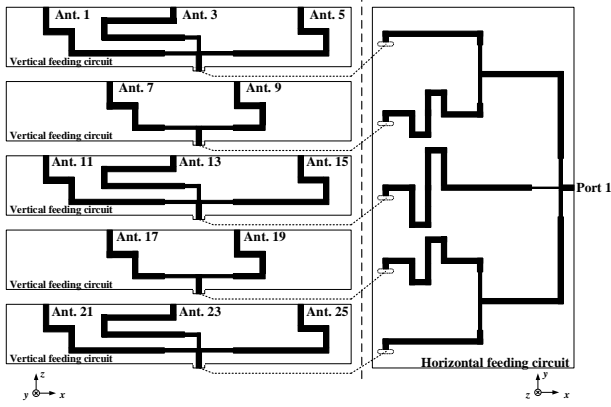 Ant. 1 Ant. 3 Ant. 5
Vertical feeding circuit
Ant. 7 Ant. 9
Vertical feeding circuit
Ant. 11 Ant. 13 Ant. 15
Vertical feeding circuit
Ant. 17 Ant. 19
Vertical feeding circuit
Ant. 21 Ant. 23 Ant. 25
Vertical feeding circuit
Port 1
Horizontal feeding circuit
z
y x
y
z x